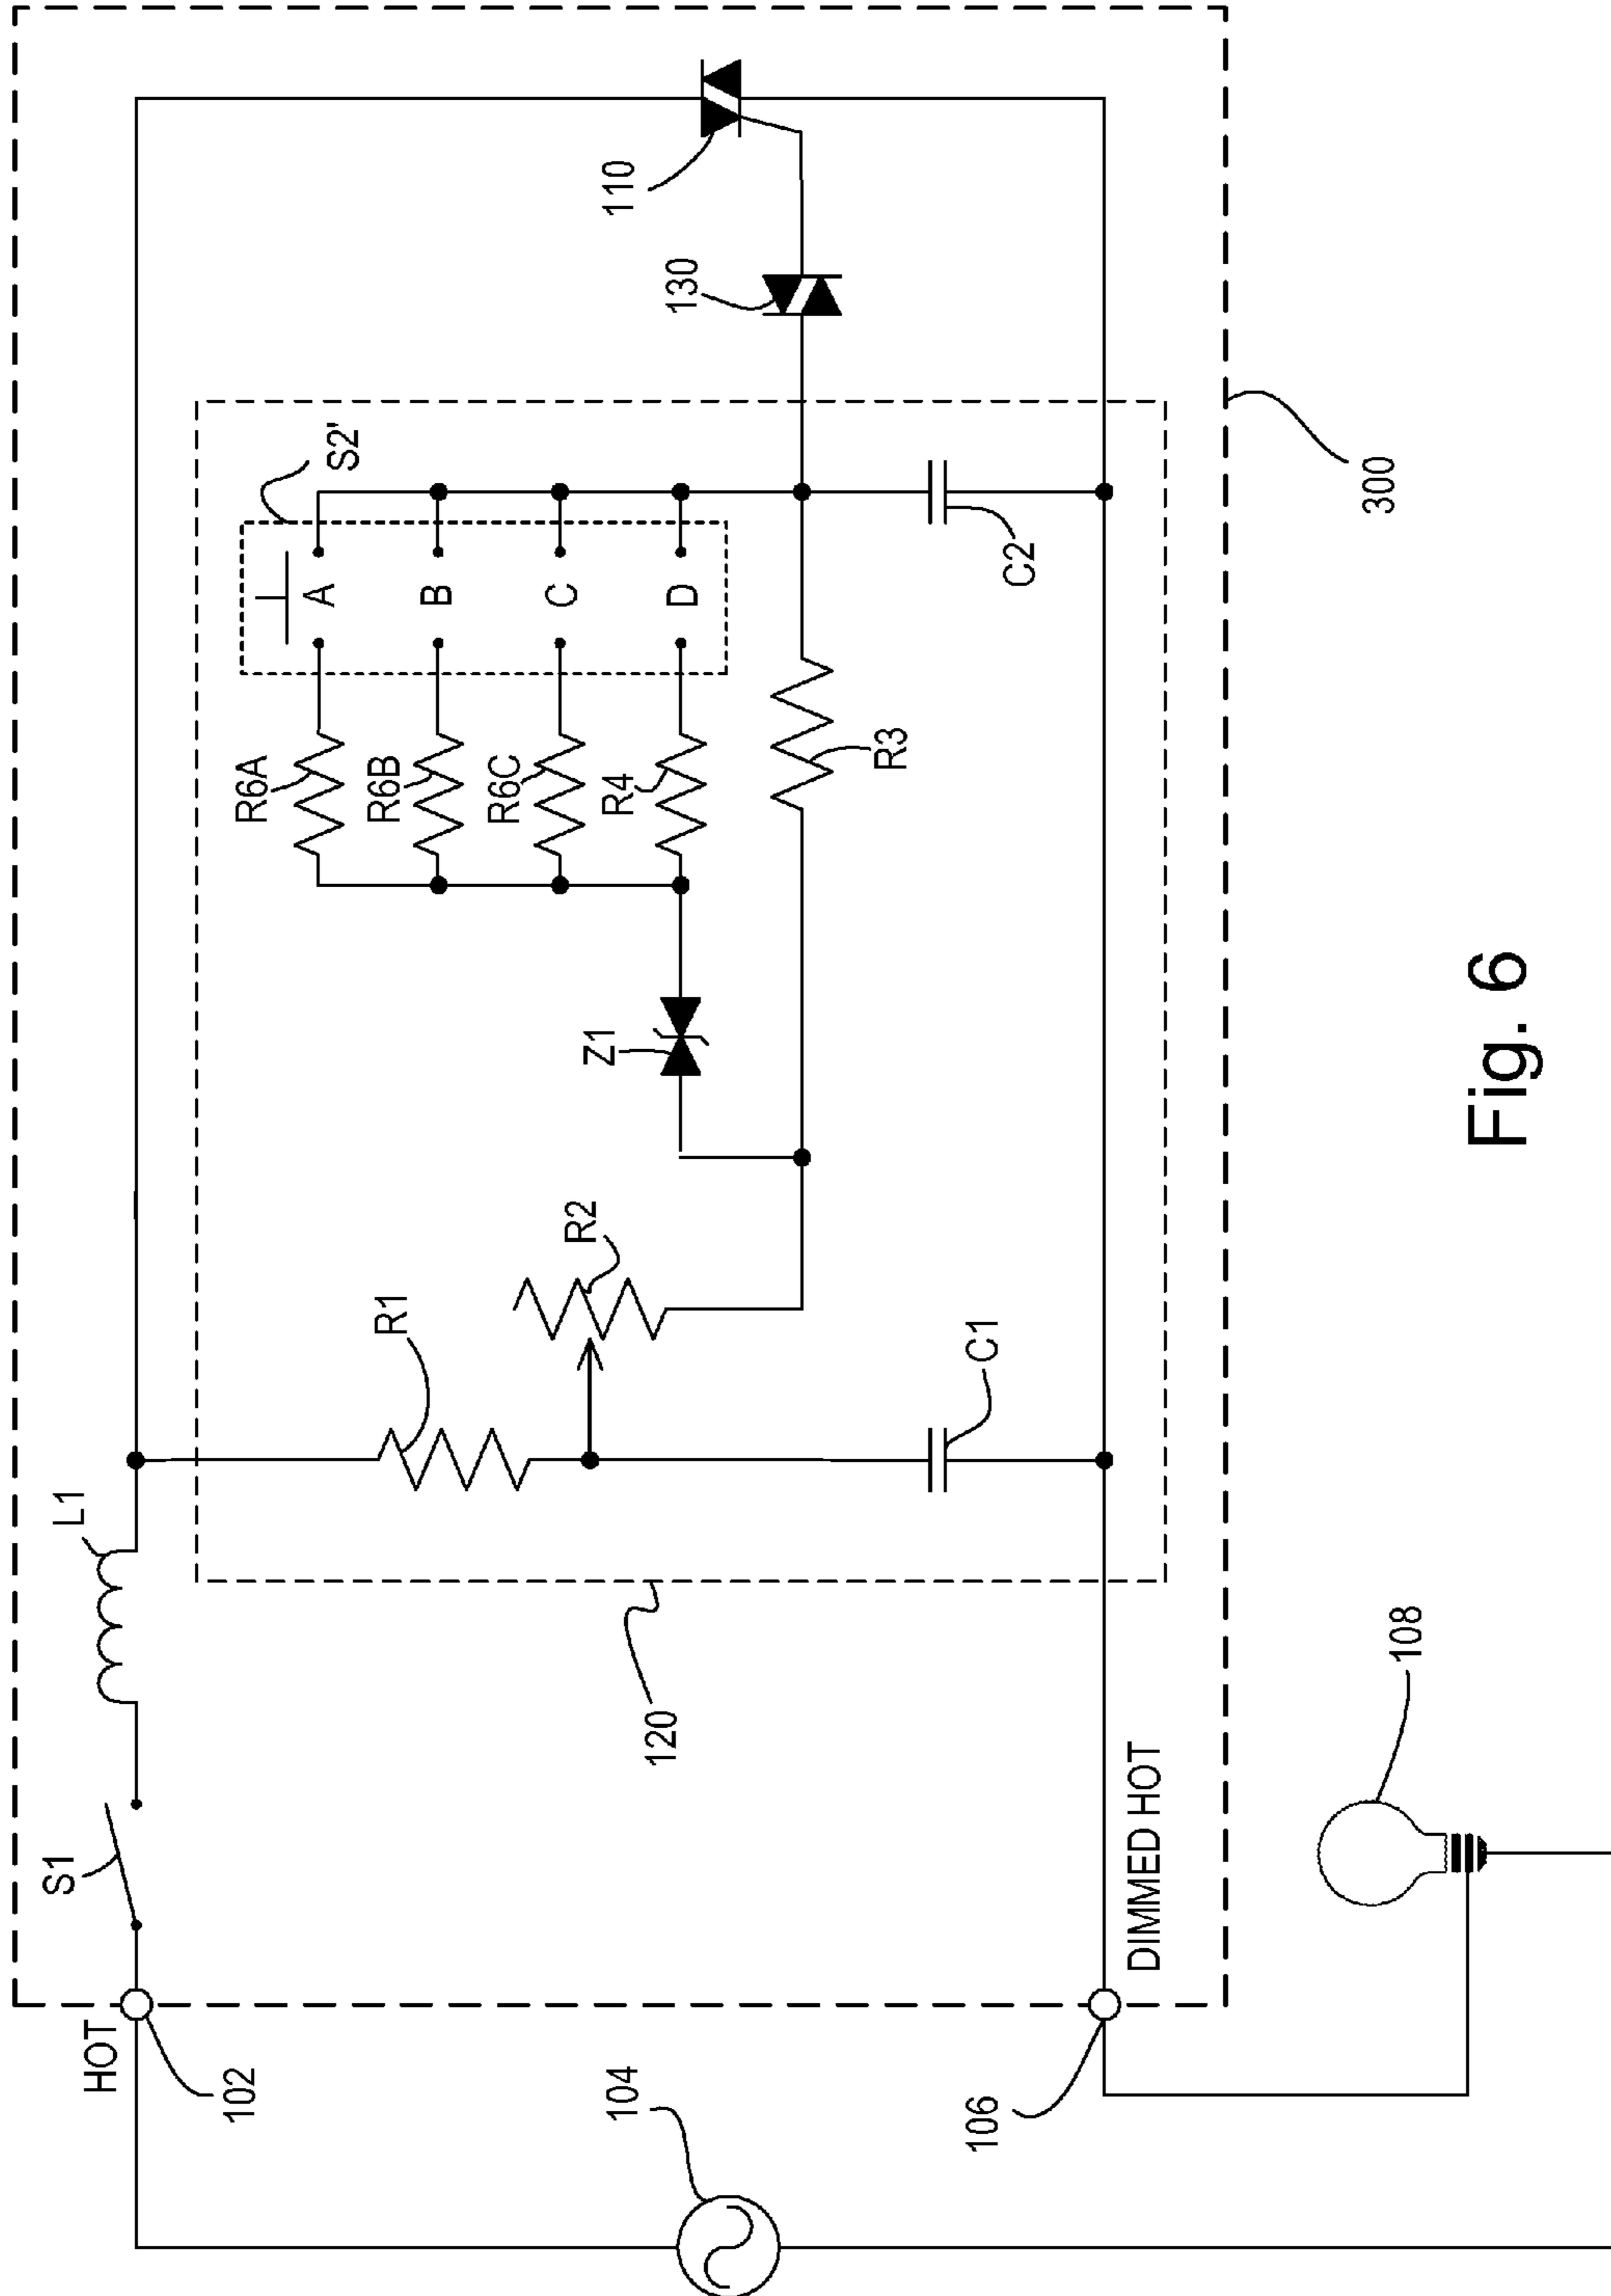 HOT
102
S1
L1
104
120
R1
R2
Z1
R6A
R6B
R6C
R4
A
B
C
D
S2'
R3
130
110
C1
C2
106
DIMMED HOT
108
300
Fig. 6